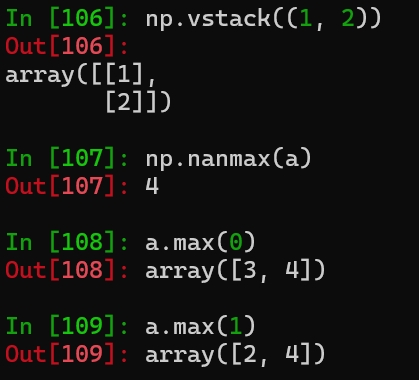 In [106]: np.vstack((1, 2))
Out[106]:
array([[1],
       [2]])
In [107]: np.nanmax(a)
Out[107]: 4
In [108]: a.max(0)
Out[108]: array([3, 4])
In [109]: a.max(1)
Out[109]: array([2, 4])